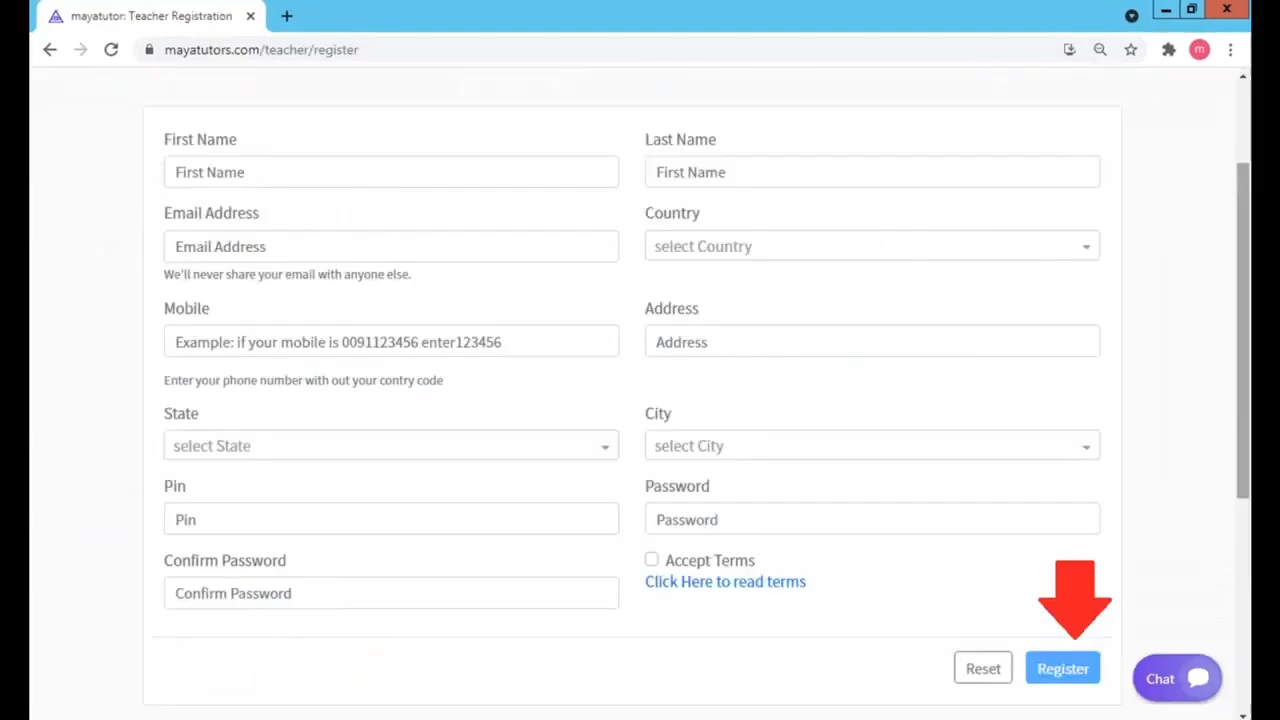 mayatutor: Teacher Registration
mayatutors.com/teacher/register
m
First Name
Last Name
First Name
First Name
Email Address
Country
Email Address
select Country
We'll never share your email with anyone else.
Mobile
Address
Example: if your mobile is 0091123456 enter123456
Address
Enter your phone number with out your contry code
State
City
select State
select City
Pin
Password
Pin
Password
Confirm Password
Accept Terms
Click Here to read terms
Confirm Password
Reset
Register
Chat